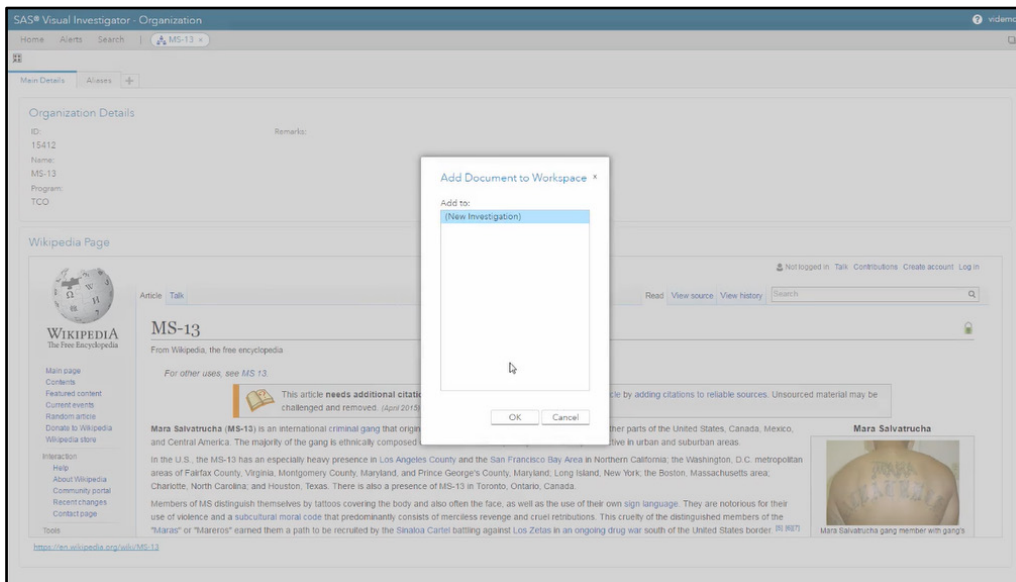 SAS® Visual Investigator - Organization
videmo
Home Alerts Search MS-13 ×
Main Details Aliases +
Organization Details
ID:
15412
Name:
MS-13
Program:
TCO
Remarks:
Add Document to Workspace ×
Add to:
(New Investigation)
OK Cancel
Wikipedia Page
Not logged in Talk Contributions Create account Log in
Article Talk
Read View source View history Search
WIKIPEDIA
The Free Encyclopedia
Main page
Contents
Featured content
Current events
Random article
Donate to Wikipedia
Wikipedia store
Interaction
Help
About Wikipedia
Community portal
Recent changes
Contact page
Tools
MS-13
From Wikipedia, the free encyclopedia
For other uses, see MS 13.
This article needs additional citatio cle by adding citations to reliable sources. Unsourced material may be
challenged and removed. (April 2015)
Mara Salvatrucha (MS-13) is an international criminal gang that origin her parts of the United States, Canada, Mexico,
and Central America. The majority of the gang is ethnically composed tive in urban and suburban areas.
In the U.S., the MS-13 has an especially heavy presence in Los Angeles County and the San Francisco Bay Area in Northern California; the Washington, D.C. metropolitan
areas of Fairfax County, Virginia, Montgomery County, Maryland, and Prince George's County, Maryland; Long Island, New York; the Boston, Massachusetts area;
Charlotte, North Carolina; and Houston, Texas. There is also a presence of MS-13 in Toronto, Ontario, Canada.
Members of MS distinguish themselves by tattoos covering the body and also often the face, as well as the use of their own sign language. They are notorious for their
use of violence and a subcultural moral code that predominantly consists of merciless revenge and cruel retributions. This cruelty of the distinguished members of the
"Maras" or "Mareros" earned them a path to be recruited by the Sinaloa Cartel battling against Los Zetas in an ongoing drug war south of the United States border. [5] [6][7]
Mara Salvatrucha
MARA
SALVATRUCHA
Mara Salvatrucha gang member with gang's
https://en.wikipedia.org/wiki/MS-13